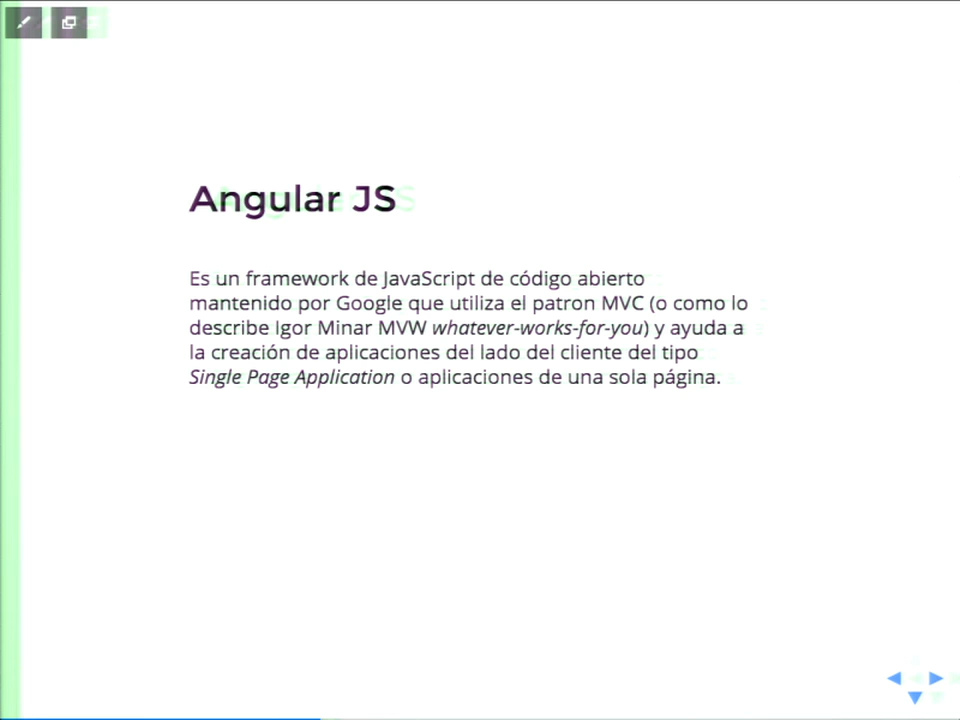 Angular JS
Es un framework de JavaScript de código abierto
mantenido por Google que utiliza el patron MVC (o como lo
describe Igor Minar MVW whatever-works-for-you) y ayuda a
la creación de aplicaciones del lado del cliente del tipo
Single Page Application o aplicaciones de una sola página.